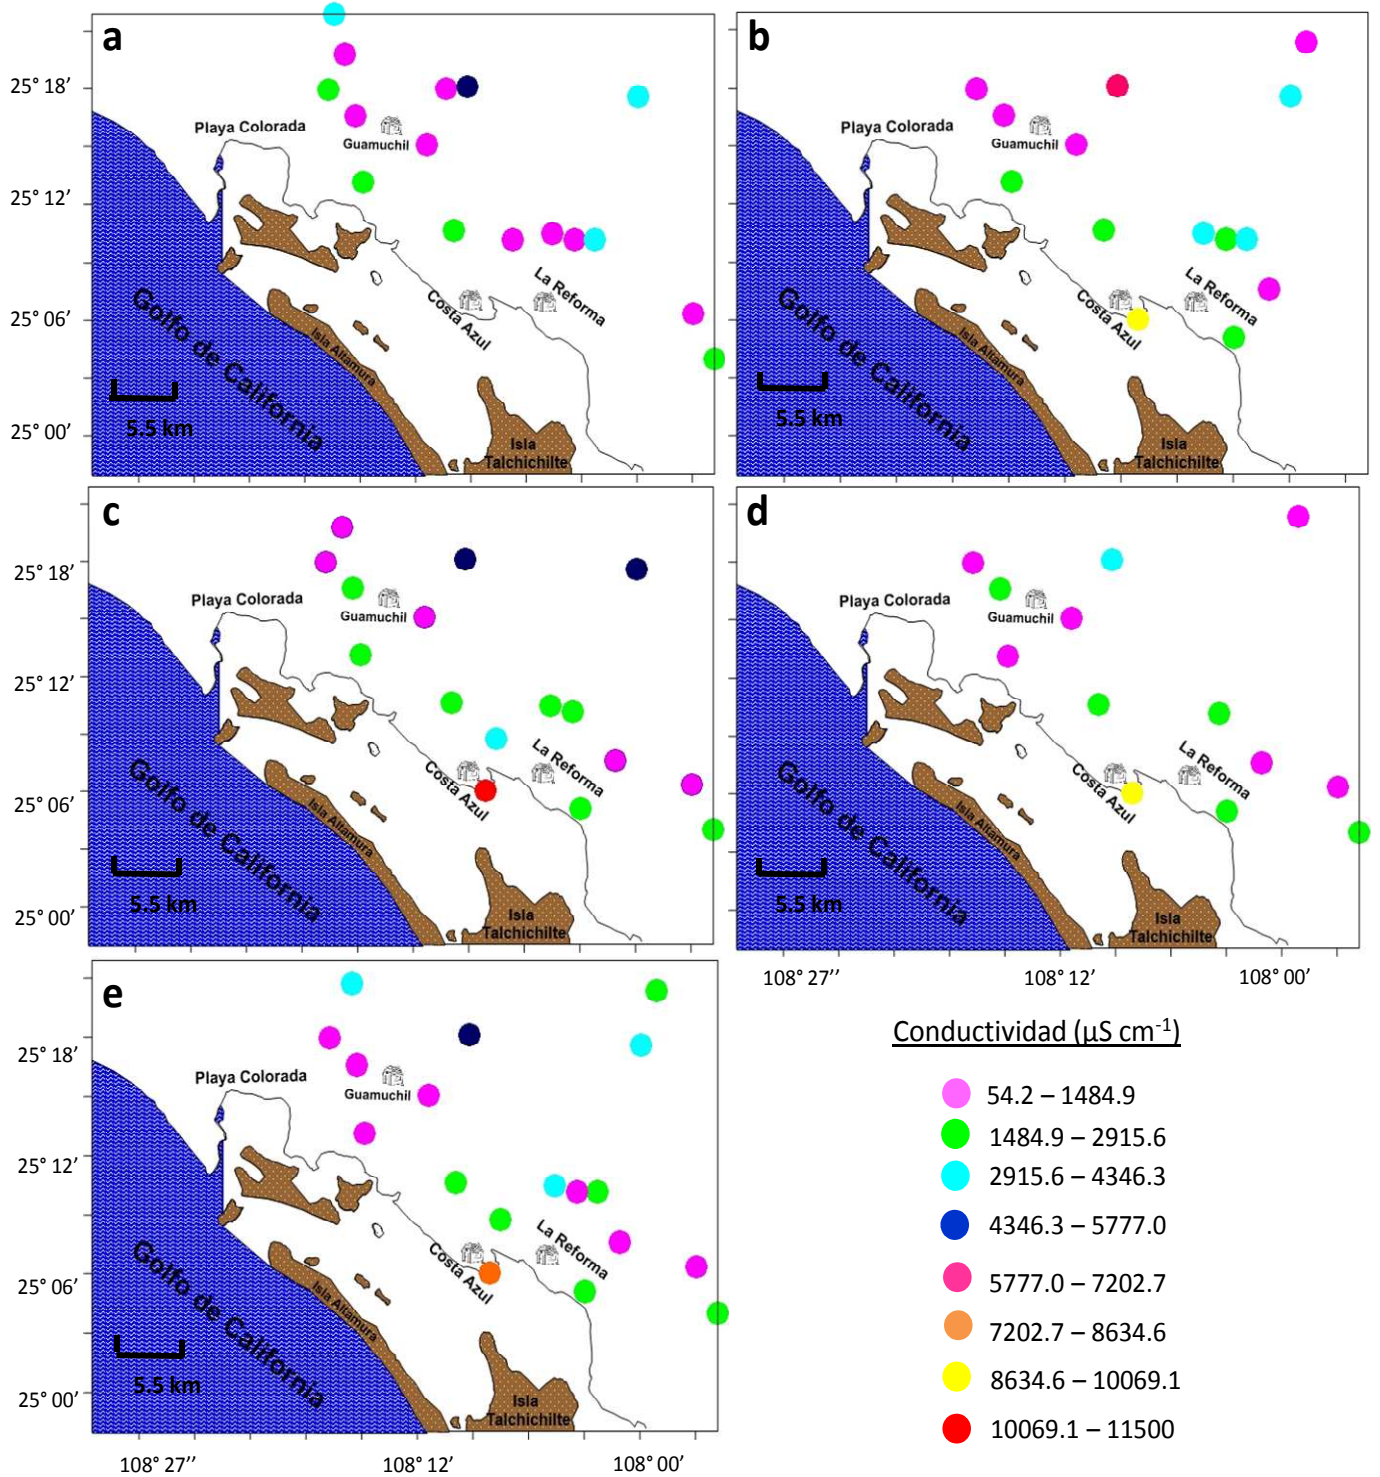 a
25° 18'
25° 12'
25° 06'
25° 00'
Playa Colorada
Guamuchil
La Reforma
Costa Azul
Isla Altamura
Golfo de California
5.5 km
Isla
Talchichilte
b
Playa Colorada
Guamuchil
La Reforma
Costa Azul
Isla Altamura
Golfo de California
5.5 km
Isla
Talchichilte
c
25° 18'
25° 12'
25° 06'
25° 00'
Playa Colorada
Guamuchil
La Reforma
Costa Azul
Isla Altamura
Golfo de California
5.5 km
Isla
Talchichilte
d
Playa Colorada
Guamuchil
La Reforma
Costa Azul
Isla Altamura
Golfo de California
5.5 km
Isla
Talchichilte
108° 27''
108° 12'
108° 00'
e
25° 18'
25° 12'
25° 06'
25° 00'
Playa Colorada
Guamuchil
La Reforma
Costa Azul
Isla Altamura
Golfo de California
5.5 km
Isla
Talchichilte
108° 27''
108° 12'
108° 00'
Conductividad (µS cm-1)
54.2 – 1484.9
1484.9 – 2915.6
2915.6 – 4346.3
4346.3 – 5777.0
5777.0 – 7202.7
7202.7 – 8634.6
8634.6 – 10069.1
10069.1 – 11500